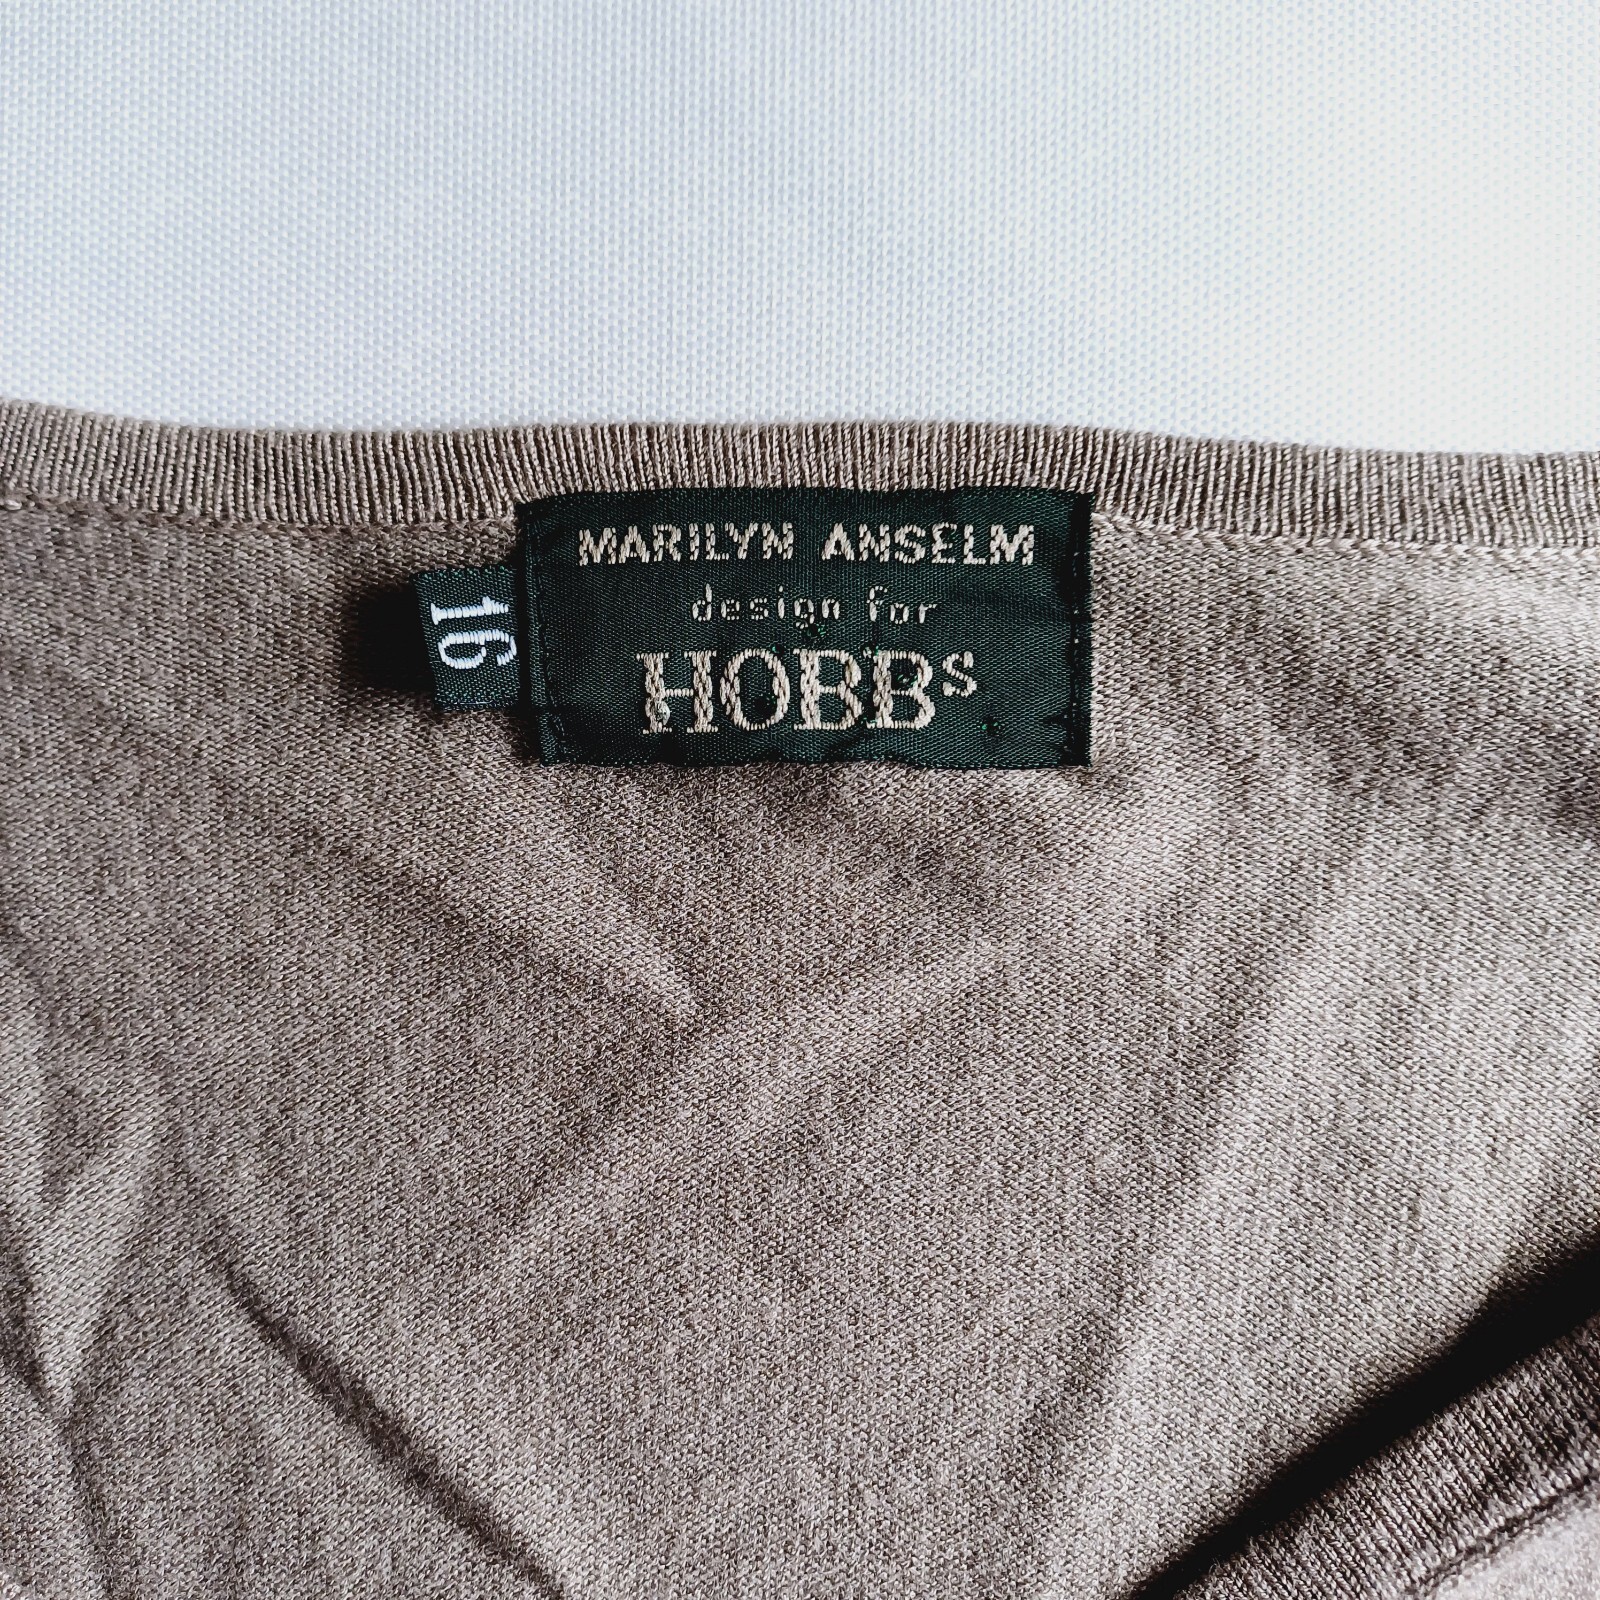 MARILYN ANSELM
design for
HOBBs
16